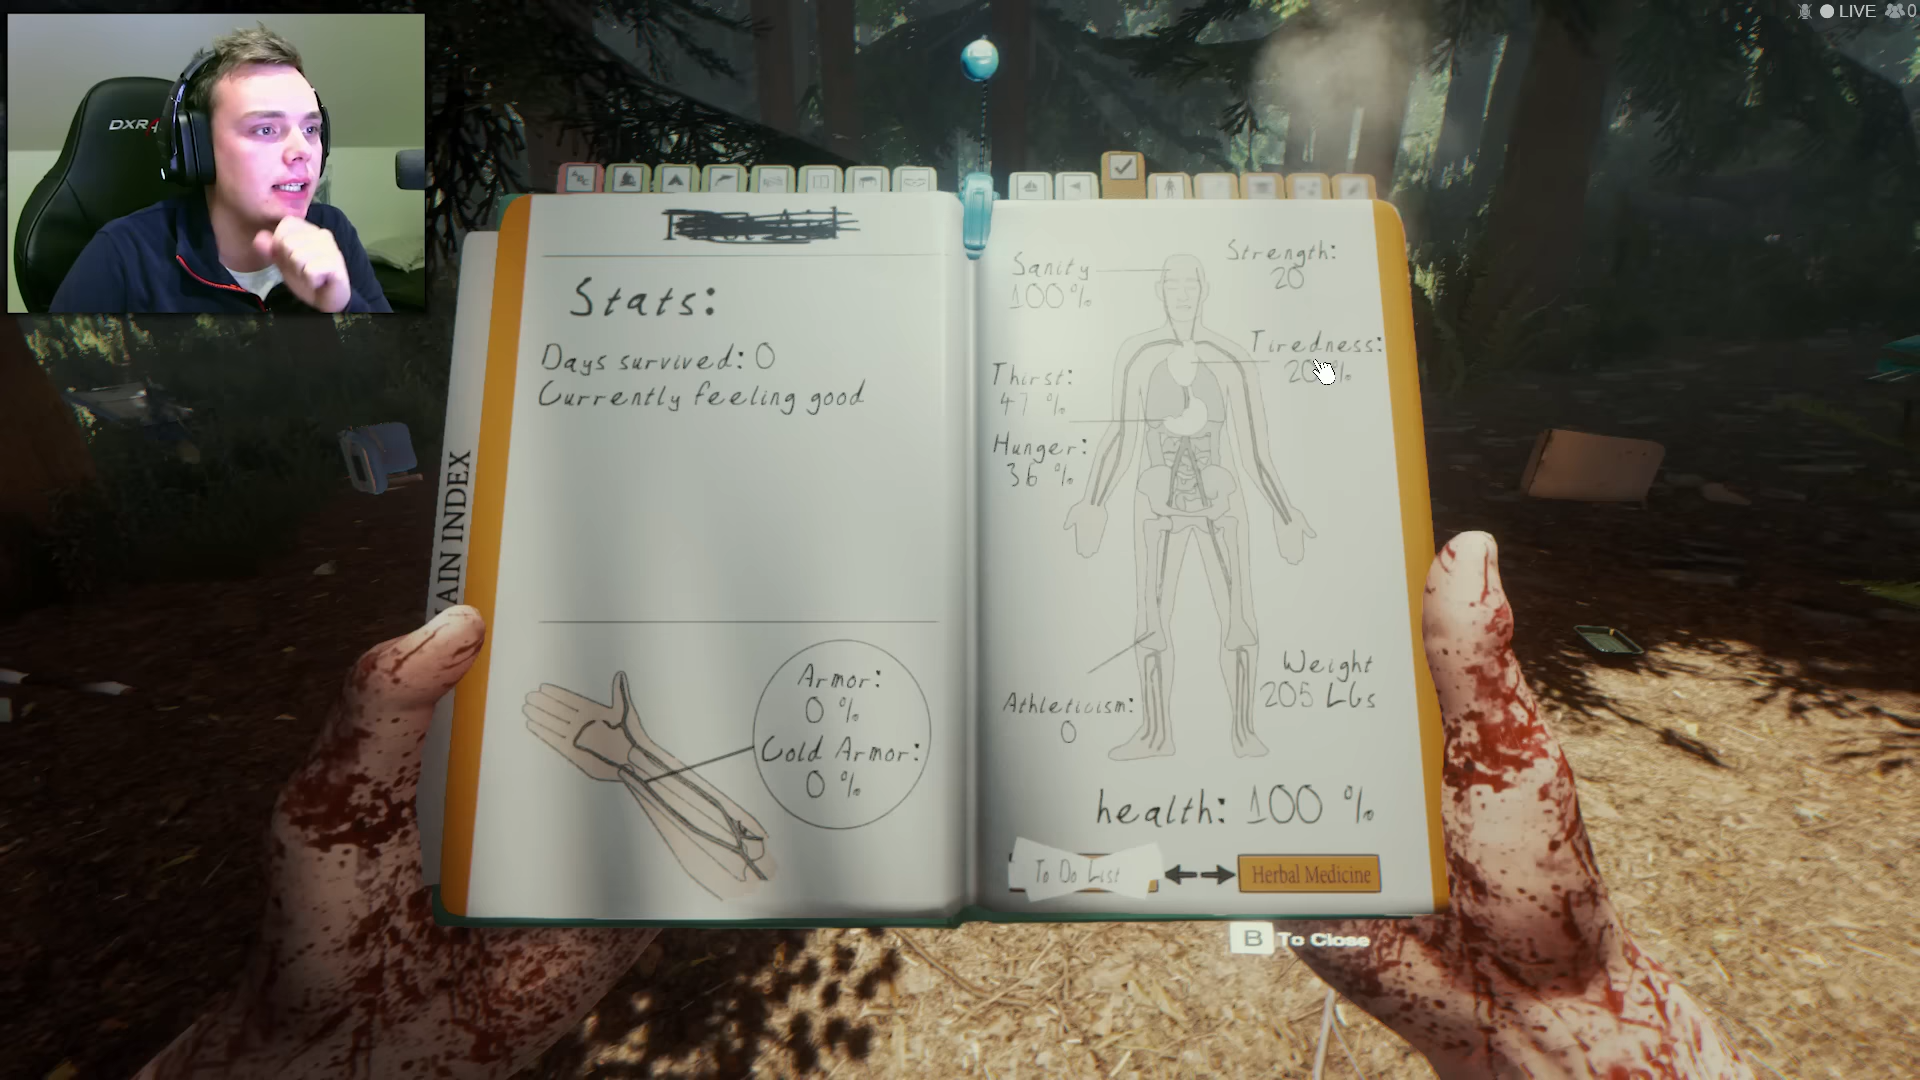 LIVE 0
DXR
Stats:
Days survived: 0
Currently feeling good
Armor:
0 %
Cold Armor:
0 %
AIN INDEX
Sanity
100%
Strength:
20
Tiredness:
Thirst:
47 %
Hunger:
36 %
Athleticism:
0
Weight
205 Lbs
health: 100 %
To Do List
Herbal Medicine
B To Close